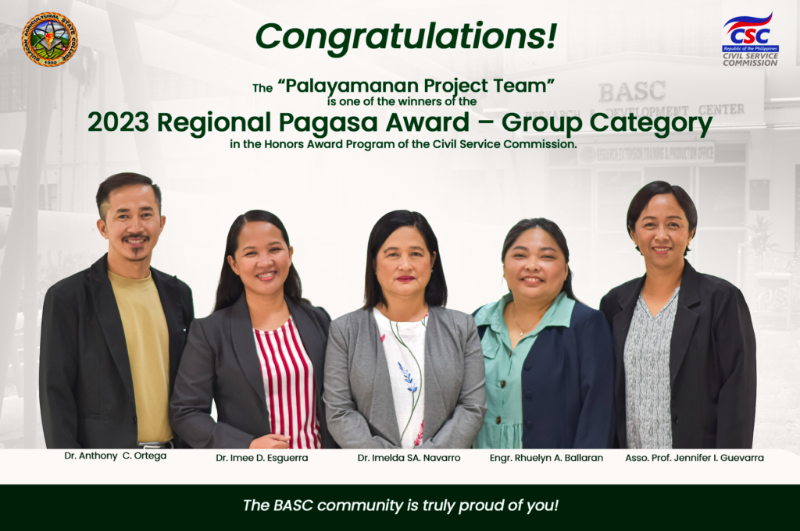 Congratulations!
CSC
Republic of the Philippines
CIVIL SERVICE
COMMISSION
The “Palayamanan Project Team”
is one of the winners of the
2023 Regional Pagasa Award – Group Category
in the Honors Award Program of the Civil Service Commission.
BASC
DEVELOPMENT CENTER
Dr. Anthony C. Ortega
Dr. Imee D. Esguerra
Dr. Imelda SA. Navarro
Engr. Rhuelyn A. Ballaran
Asso. Prof. Jennifer I. Guevarra
The BASC community is truly proud of you!